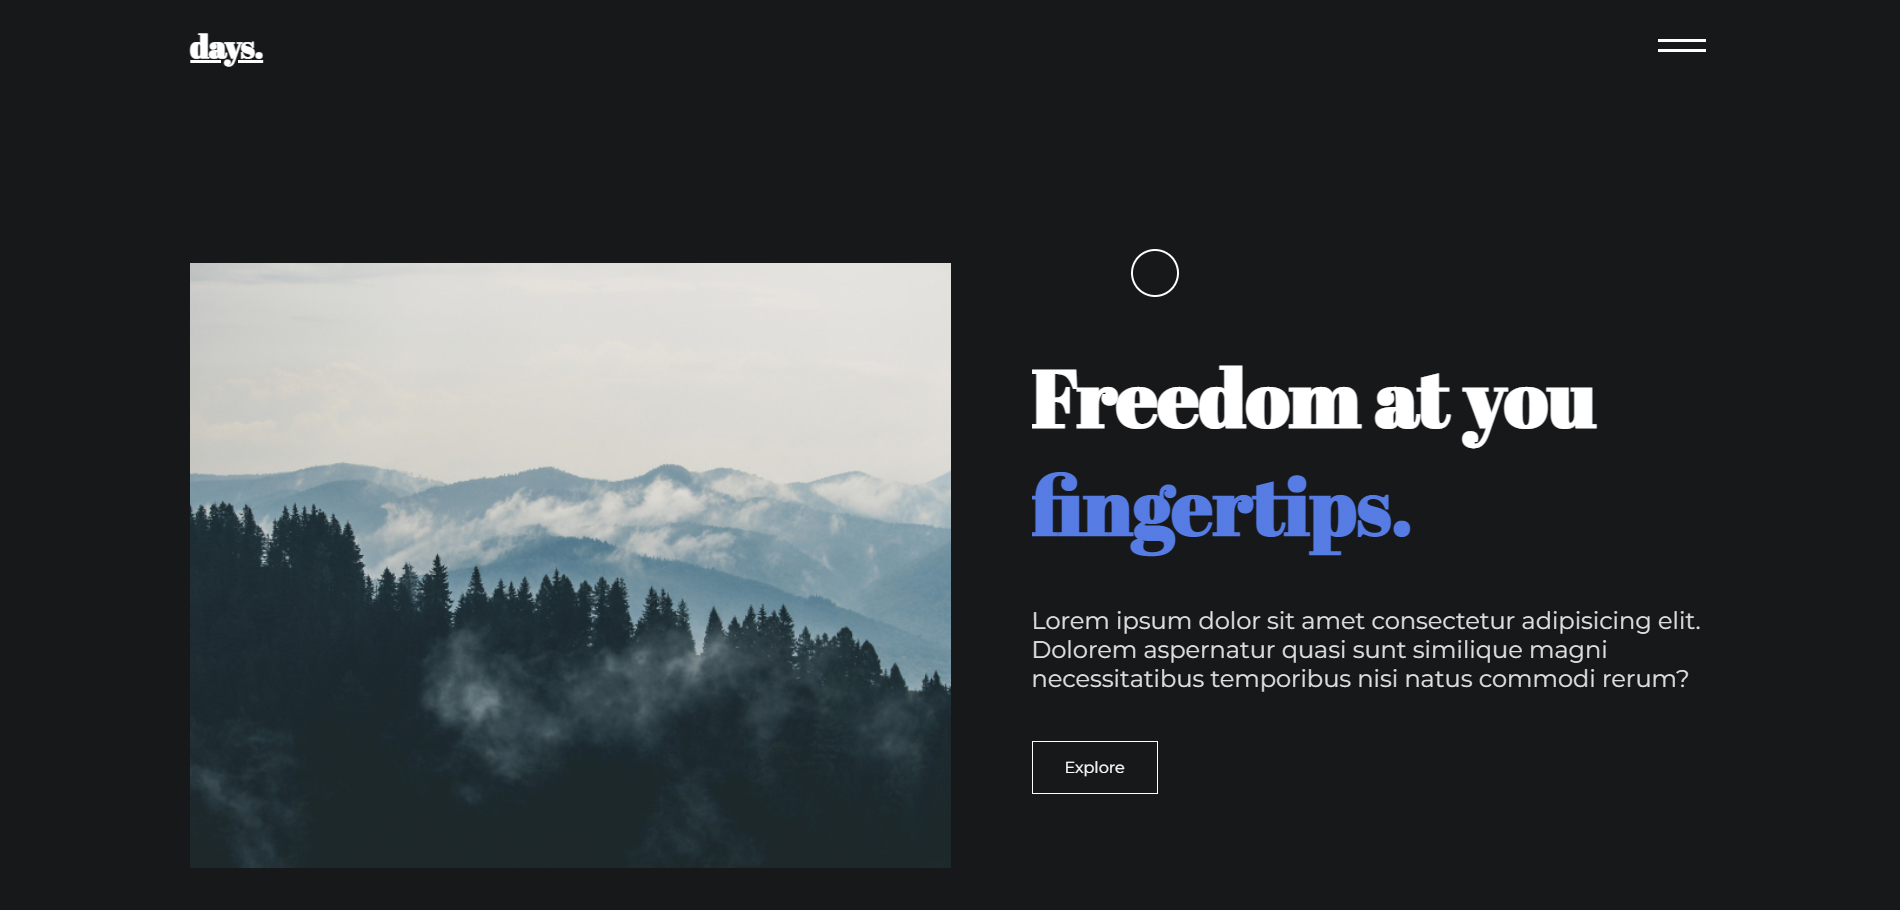 days.
Freedom at you
fingertips.
Lorem ipsum dolor sit amet consectetur adipisicing elit.
Dolorem aspernatur quasi sunt similique magni
necessitatibus temporibus nisi natus commodi rerum?
Explore